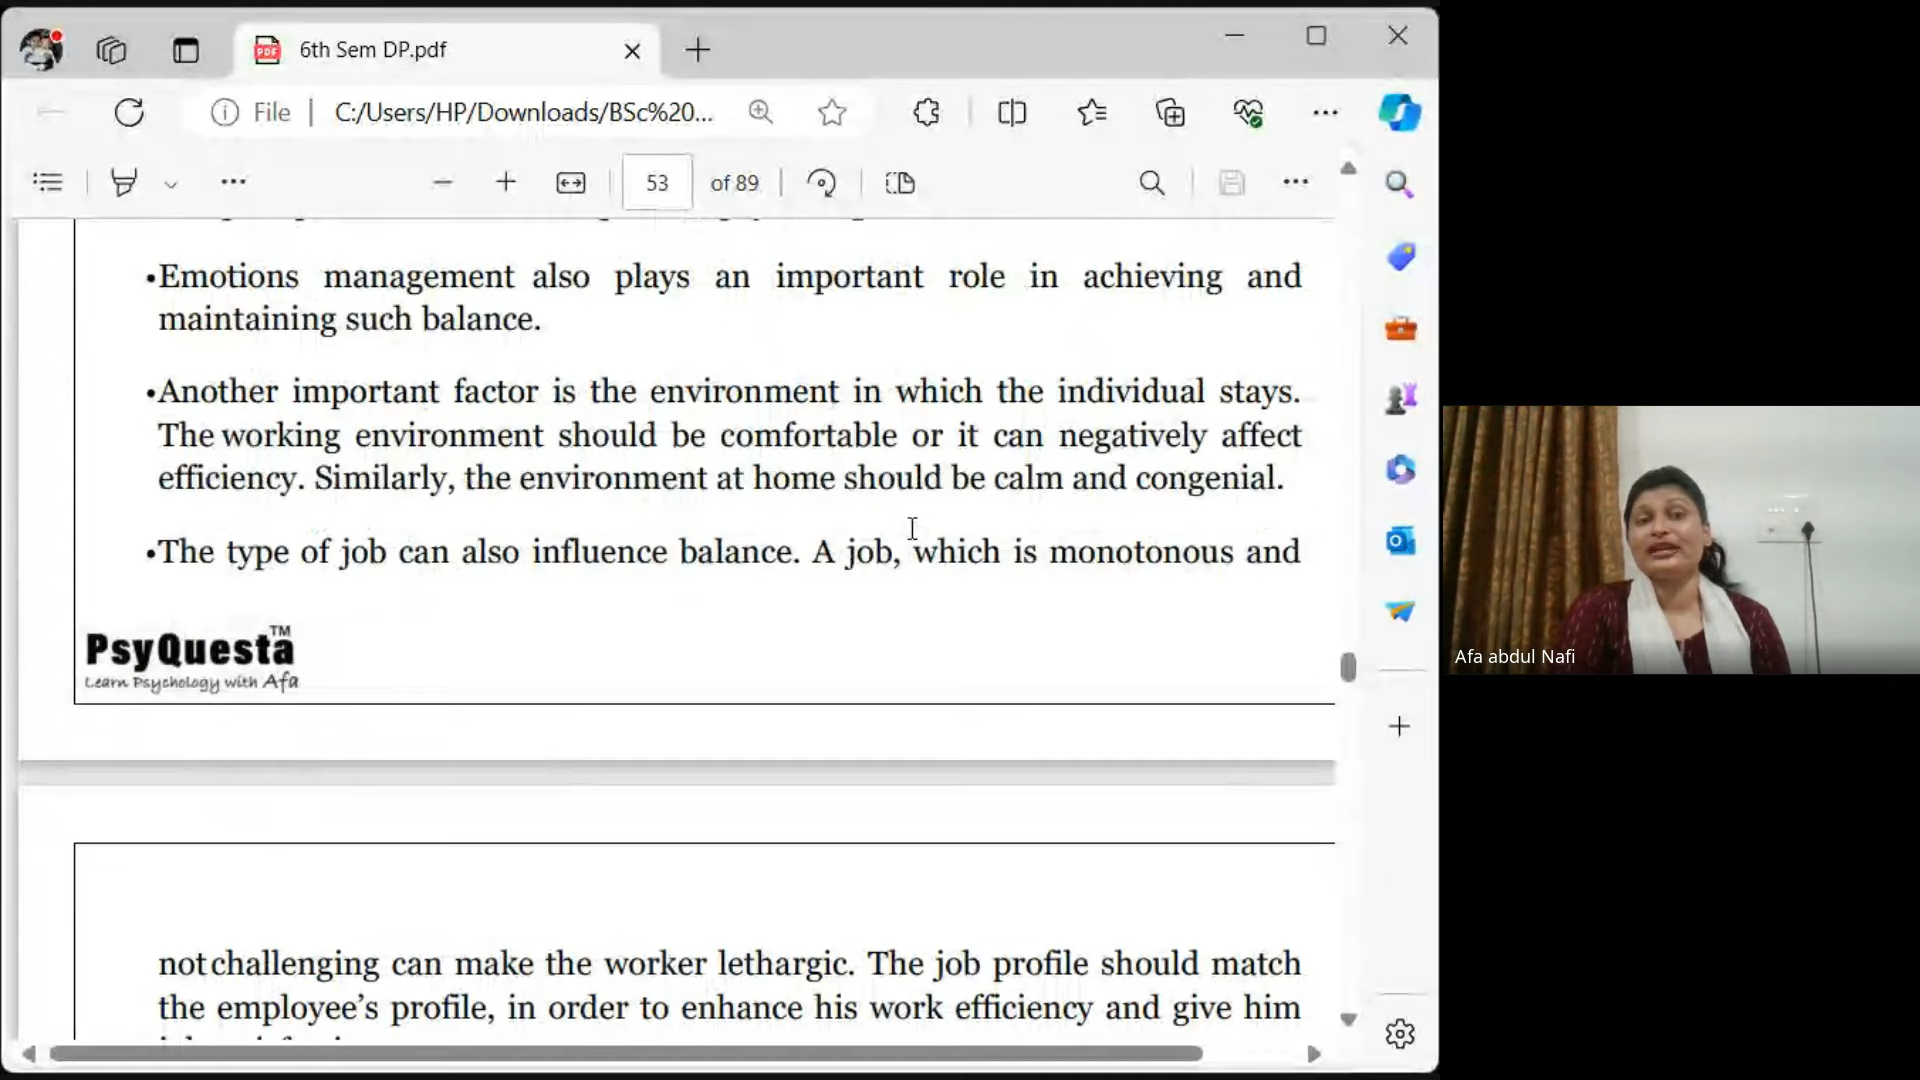 6th Sem DP.pdf
File
C:/Users/HP/Downloads/BSc%20...
53 of 89
•Emotions management also plays an important role in achieving and
maintaining such balance.
•Another important factor is the environment in which the individual stays.
The working environment should be comfortable or it can negatively affect
efficiency. Similarly, the environment at home should be calm and congenial.
•The type of job can also influence balance. A job, which is monotonous and
PsyQuesta™
Learn Psychology with Afa
not challenging can make the worker lethargic. The job profile should match
the employee's profile, in order to enhance his work efficiency and give him
Afa abdul Nafi